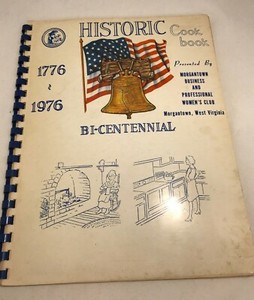 HISTORIC
Cook
book
1776
&
1976
Presented By
MORGANTOWN
BUSINESS
AND
PROFESSIONAL
WOMEN'S CLUB
Morgantown, West Virginia
BI-CENTENNIAL